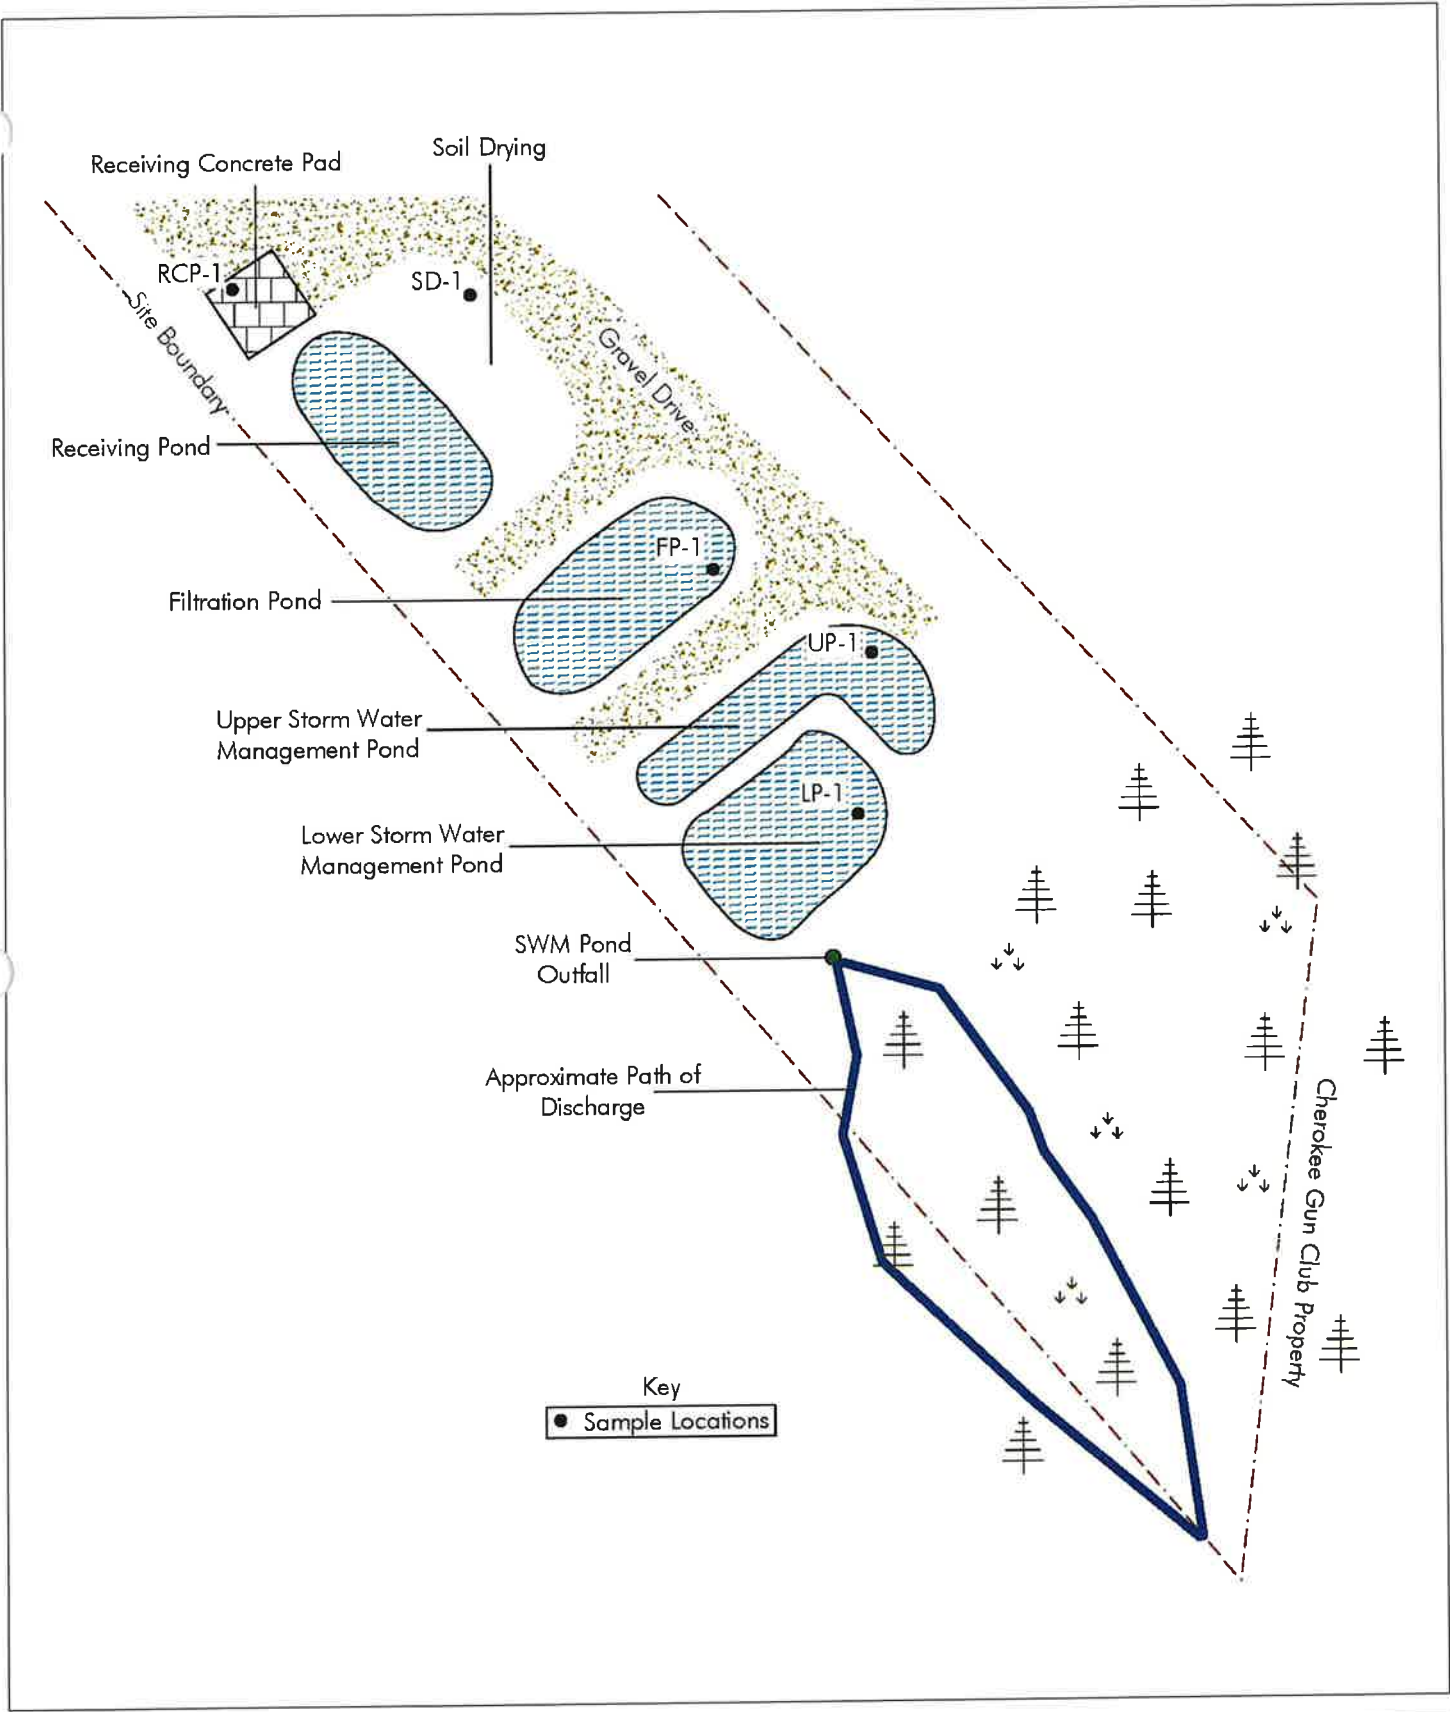 Soil Drying
Receiving Concrete Pad
RCP-1
SD-1
Site Boundary
Gravel Drive
Receiving Pond
FP-1
Filtration Pond
UP-1
Upper Storm Water
Management Pond
LP-1
Lower Storm Water
Management Pond
SWM Pond
Outfall
Approximate Path of
Discharge
Cherokee Gun Club Property
Key
Sample Locations